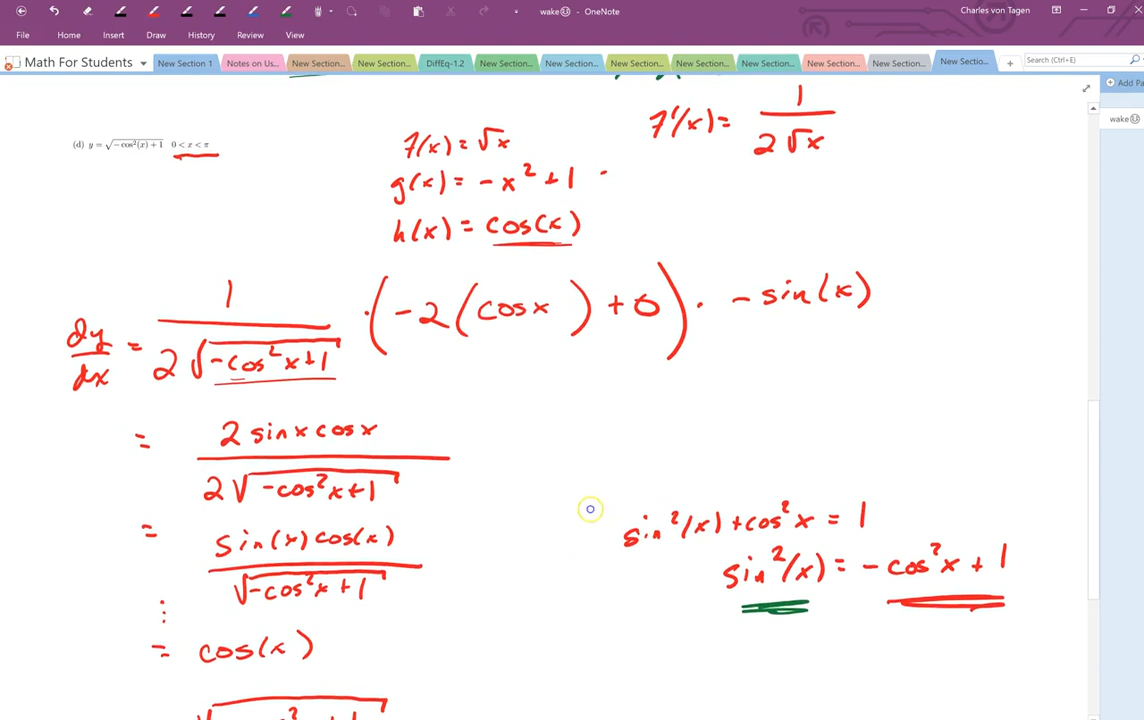 wake☹ - OneNote
Charles von Tagen
File Home Insert Draw History Review View
Math For Students
New Section 1 Notes on Us... New Section... New Section... DiffEq-1.2 New Section... New Section... New Section... New Section... New Section... New Section... New Section... New Sectio... Search (Ctrl+E)
Add Pa
wake☹
f'(x) = 1/(2√x)
(d) y = √(−cos²(x) + 1) 0 < x < π
f(x) = √x
g(x) = −x² + 1
h(x) = cos(x)
dy/dx = 1/(2√(−cos²x+1)) · (−2(cosx) + 0) · −sin(x)
= 2 sinx cosx/(2√(−cos²x+1))
= sin(x) cos(x)/√(−cos²x+1)
sin²(x) + cos²x = 1
sin²(x) = −cos²x + 1
⋮
= cos(x)